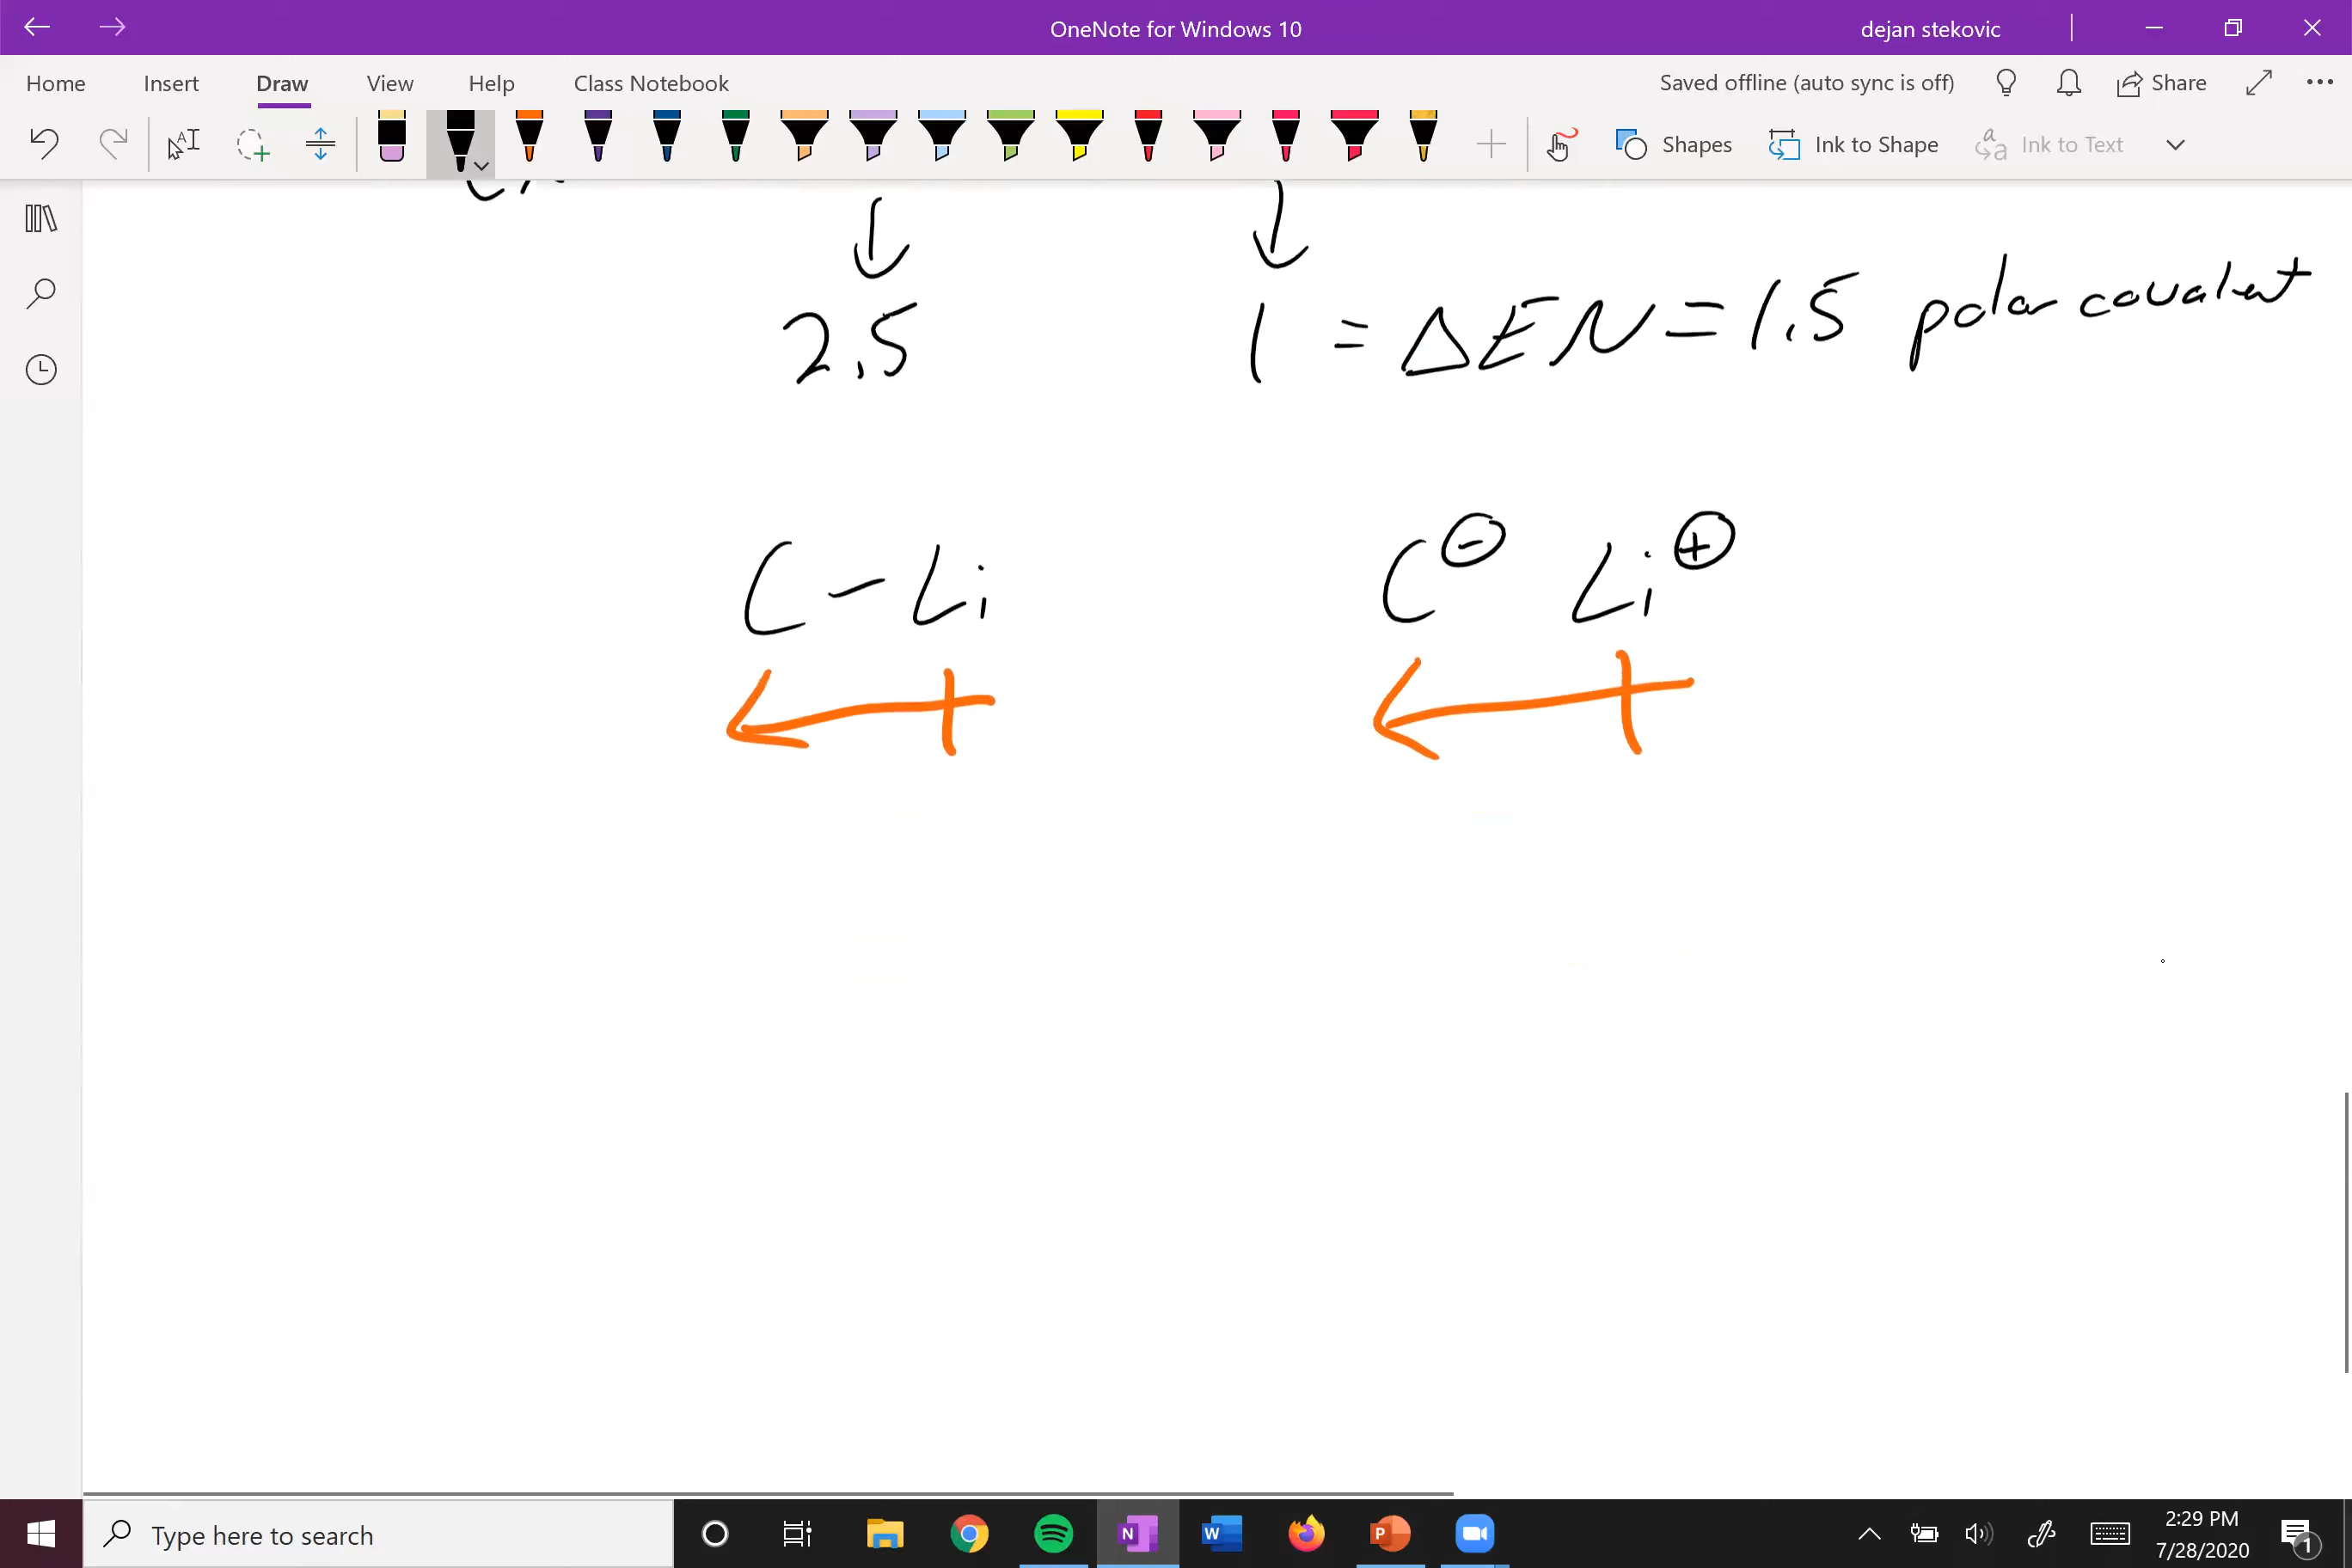 OneNote for Windows 10
dejan stekovic
Home Insert Draw View Help Class Notebook
Saved offline (auto sync is off) Share
Shapes Ink to Shape Ink to Text
2.5 1 = ΔEN = 1.5 polar covalent
C - Li C⊖ Li⊕
Type here to search
2:29 PM
7/28/2020
1